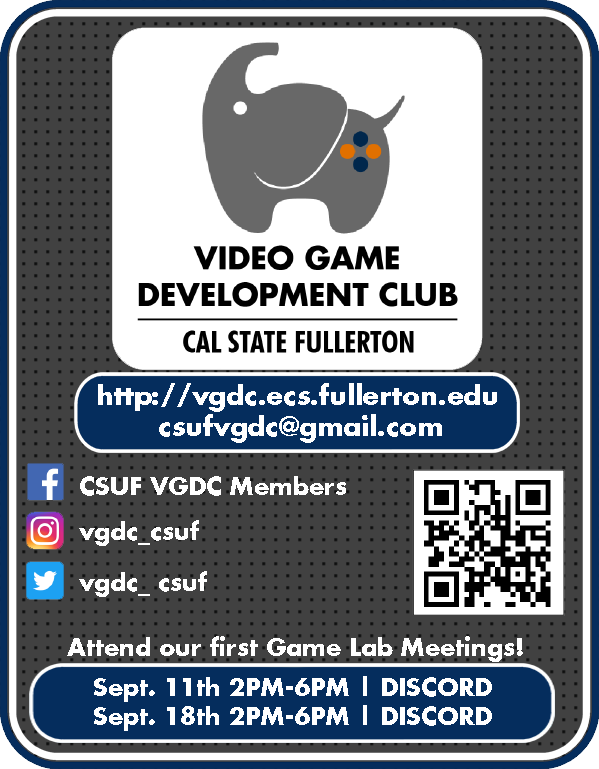 VIDEO GAME
DEVELOPMENT CLUB
CAL STATE FULLERTON
http://vgdc.ecs.fullerton.edu
csufvgdc@gmail.com
CSUF VGDC Members
vgdc_csuf
vgdc_ csuf
Attend our first Game Lab Meetings!
Sept. 11th 2PM-6PM | DISCORD
Sept. 18th 2PM-6PM | DISCORD